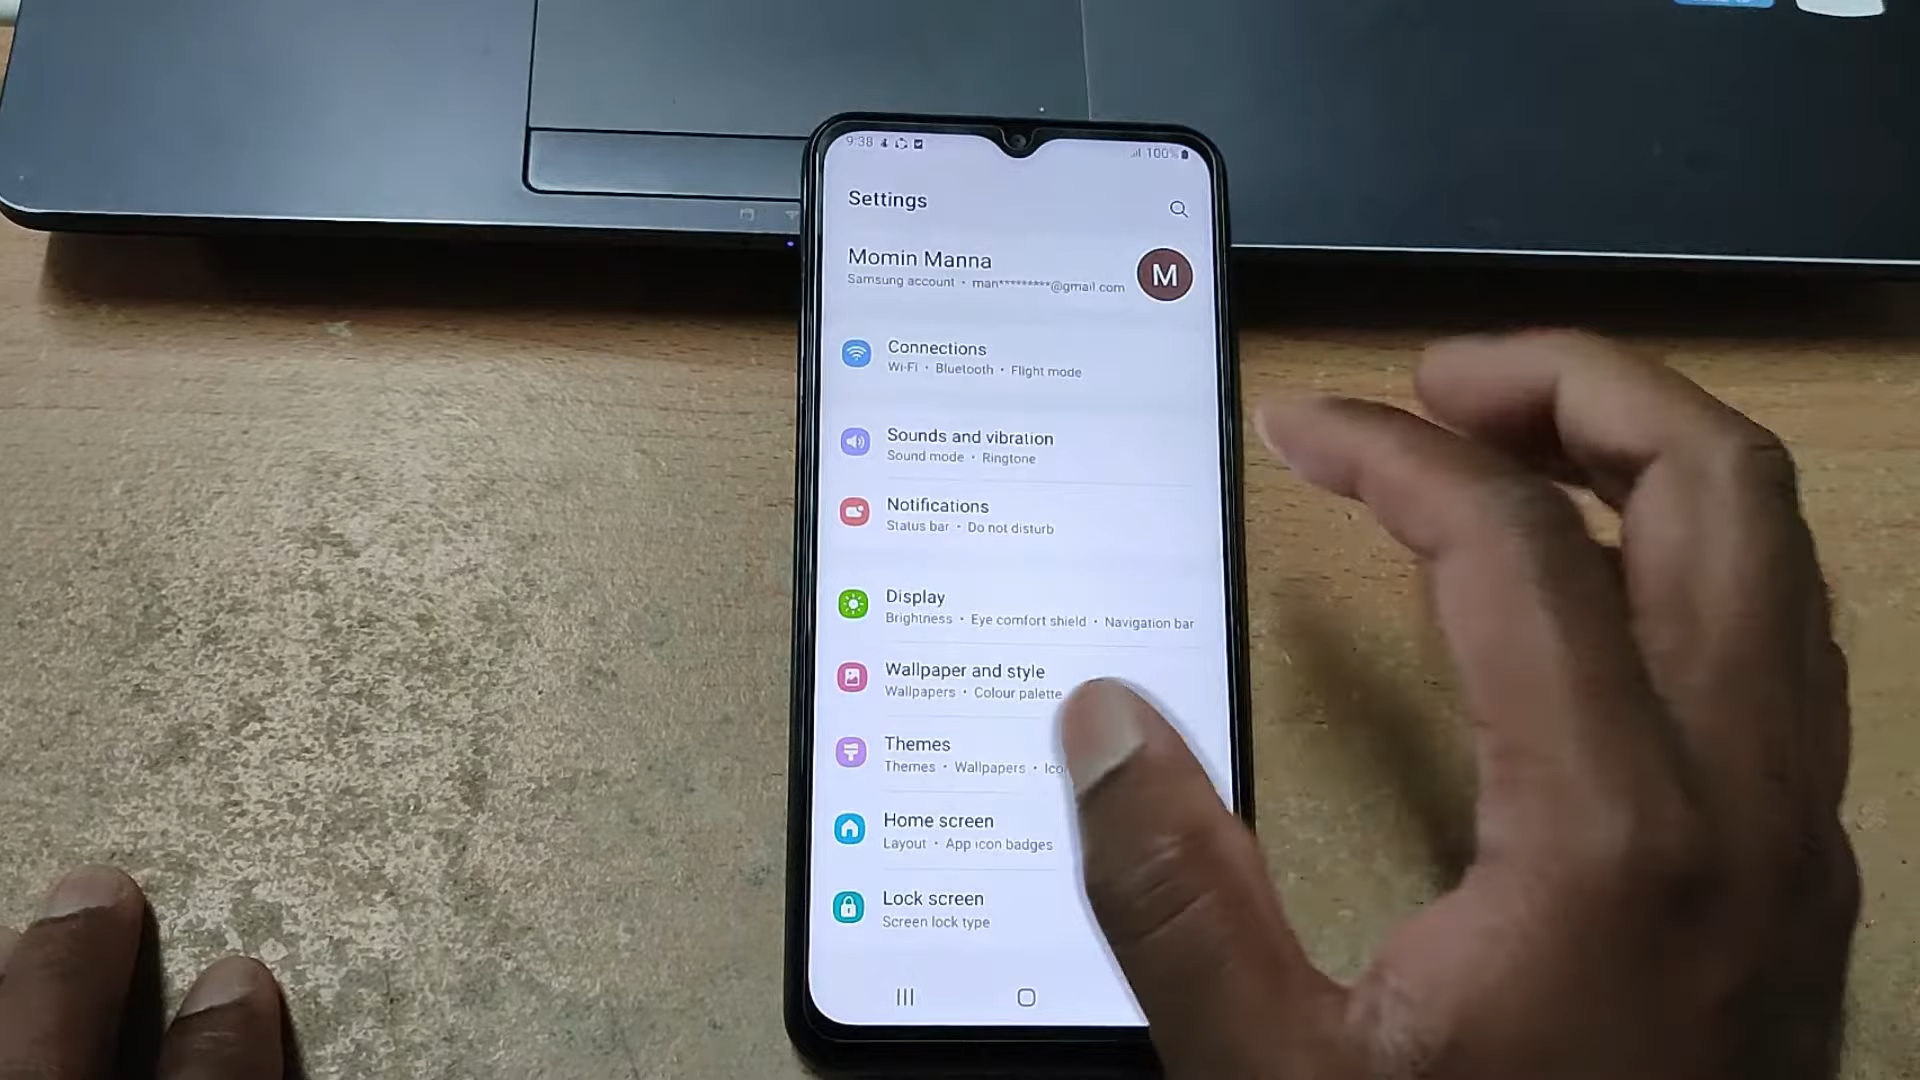 9:38
100%
Settings
Momin Manna
Samsung account • man*********@gmail.com
M
Connections
Wi-Fi • Bluetooth • Flight mode
Sounds and vibration
Sound mode • Ringtone
Notifications
Status bar • Do not disturb
Display
Brightness • Eye comfort shield • Navigation bar
Wallpaper and style
Wallpapers • Colour palette
Themes
Themes • Wallpapers •
Home screen
Layout • App icon badges
Lock screen
Screen lock type